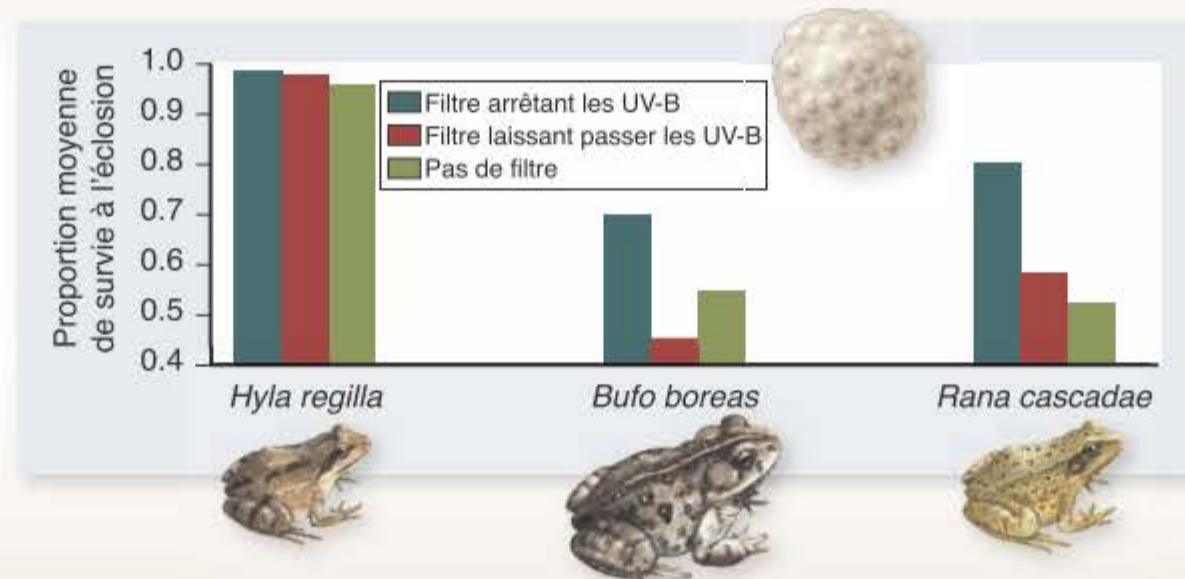 Proportion moyenne
de survie à l'éclosion
1.0
0.9
0.8
0.7
0.6
0.5
0.4
Filtre arrêtant les UV-B
Filtre laissant passer les UV-B
Pas de filtre
Hyla regilla
Bufo boreas
Rana cascadae